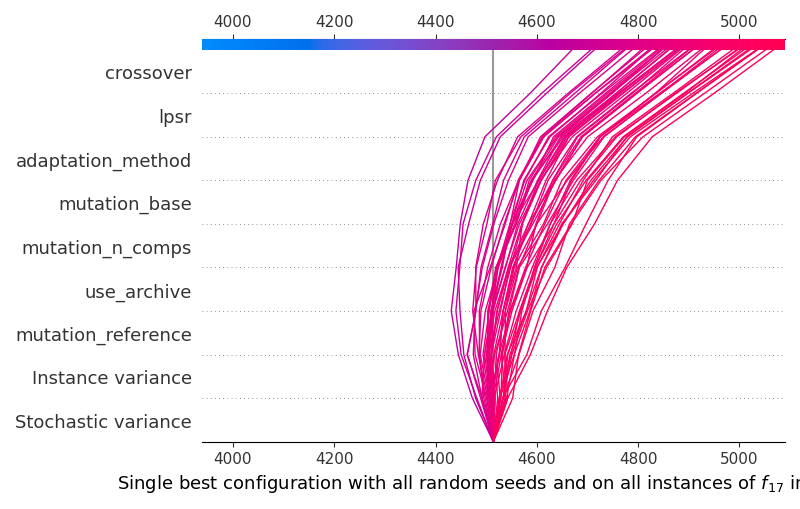 4000 4200 4400 4600 4800 5000
crossover
lpsr
adaptation_method
mutation_base
mutation_n_comps
use_archive
mutation_reference
Instance variance
Stochastic variance
4000 4200 4400 4600 4800 5000
Single best configuration with all random seeds and on all instances of f₁₇ i